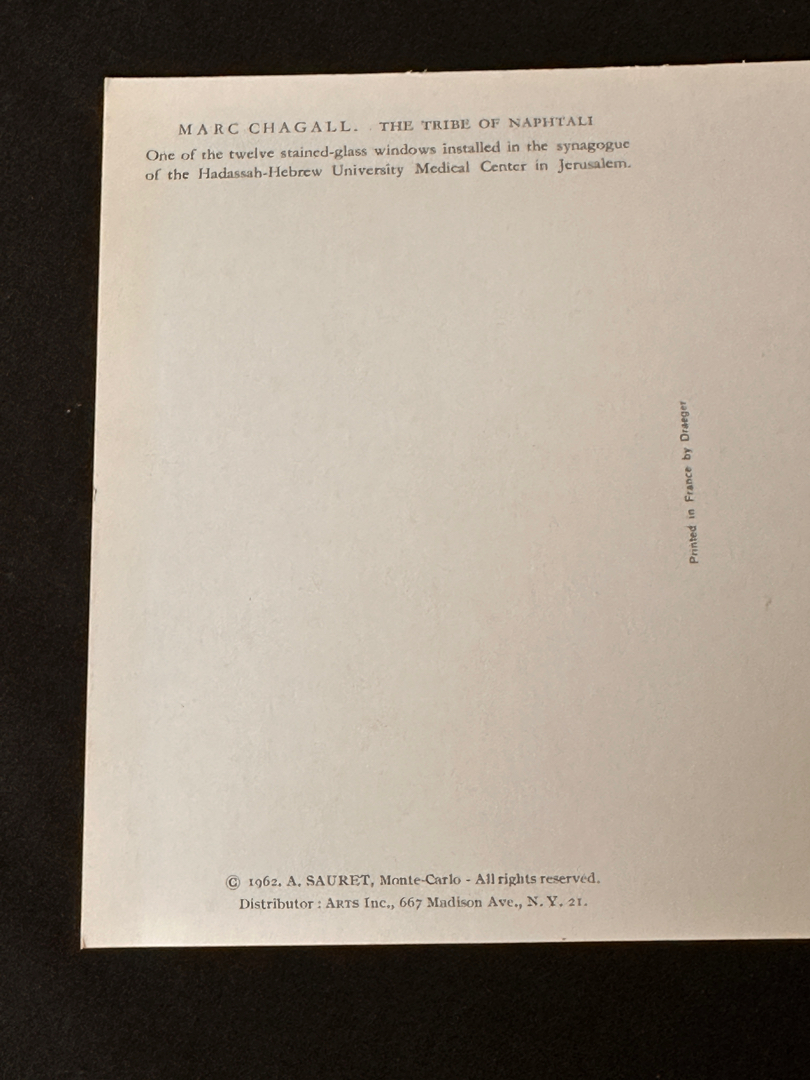 MARC CHAGALL. THE TRIBE OF NAPHTALI
One of the twelve stained-glass windows installed in the synagogue
of the Hadassah-Hebrew University Medical Center in Jerusalem.
Printed in France by Draeger
© 1962. A. SAURET, Monte-Carlo - All rights reserved.
Distributor : ARTS Inc., 667 Madison Ave., N. Y. 21.